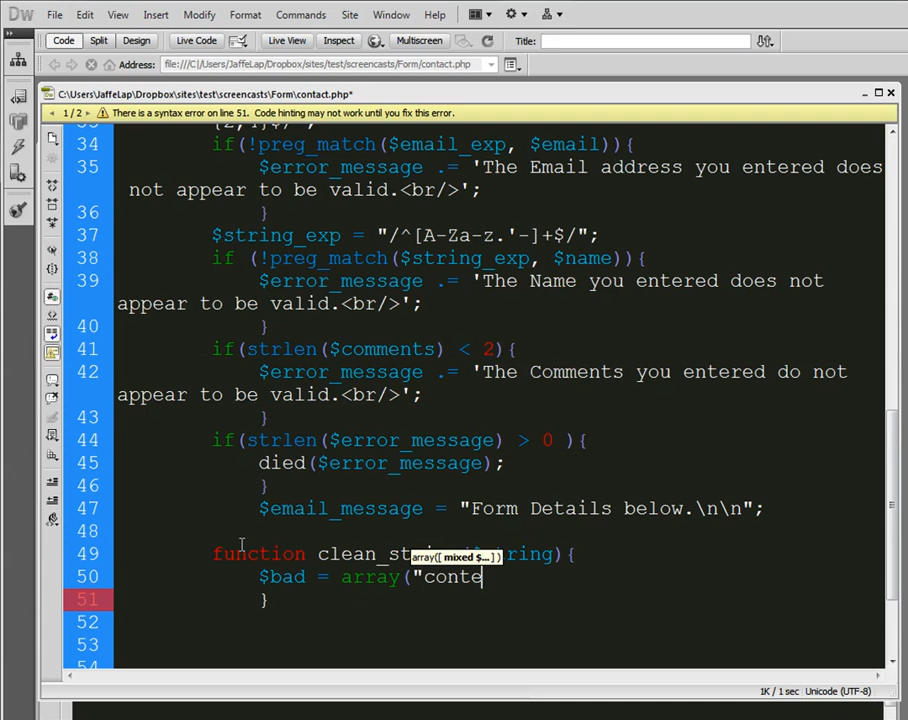 Dw File Edit View Insert Modify Format Commands Site Window Help
Code Split Design Live Code Live View Inspect Multiscreen Title:
Address: file:///C|/Users/JaffeLap/Dropbox/sites/test/screencasts/Form/contact.php
C:\Users\JaffeLap\Dropbox\sites\test\screencasts\Form\contact.php*
1 / 2 There is a syntax error on line 51. Code hinting may not work until you fix this error.
34 if(!preg_match($email_exp, $email)){
35 $error_message .= 'The Email address you entered does
not appear to be valid.<br/>';
36 }
37 $string_exp = "/^[A-Za-z.'-]+$/";
38 if (!preg_match($string_exp, $name)){
39 $error_message .= 'The Name you entered does not
appear to be valid.<br/>';
40 }
41 if(strlen($comments) < 2){
42 $error_message .= 'The Comments you entered do not
appear to be valid.<br/>';
43 }
44 if(strlen($error_message) > 0 ){
45 died($error_message);
46 }
47 $email_message = "Form Details below.\n\n";
48
49 function clean_st ring){
array([ mixed $... ] )
50 $bad = array("conte
51 }
52
53
1K / 1 sec Unicode (UTF-8)